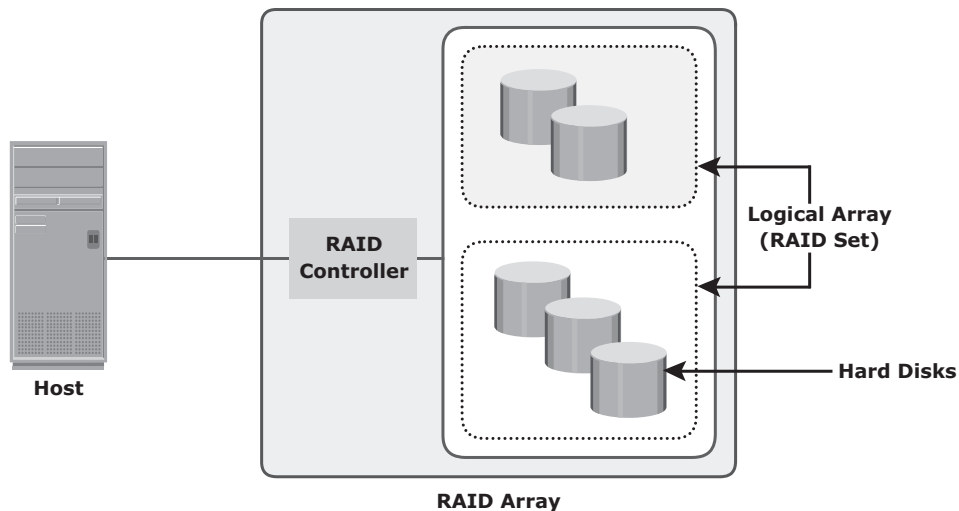 RAID
Controller
Logical Array
(RAID Set)
Hard Disks
Host
RAID Array